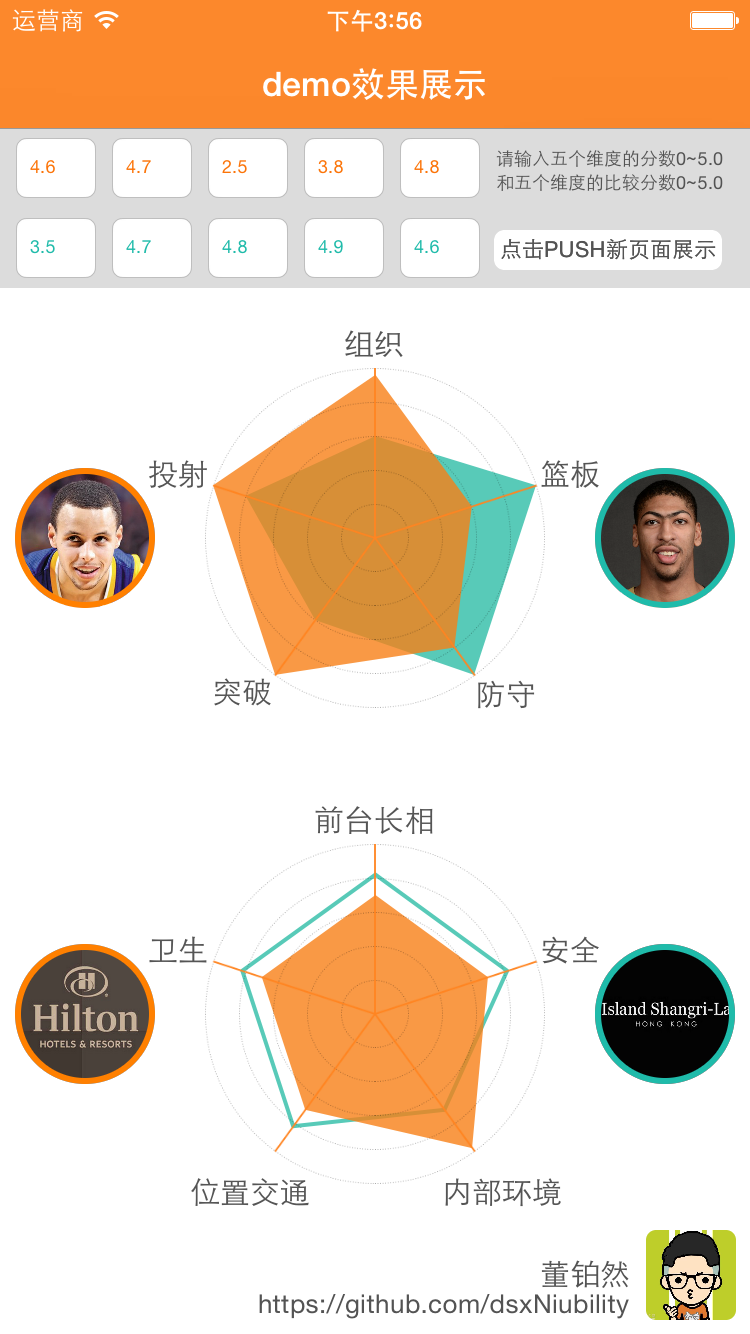 运营商
下午3:56
demo效果展示
4.6 4.7 2.5 3.8 4.8
请输入五个维度的分数0~5.0
和五个维度的比较分数0~5.0
3.5 4.7 4.8 4.9 4.6
点击PUSH新页面展示
组织
投射
篮板
突破
防守
前台长相
卫生
安全
Hilton
HOTELS & RESORTS
Island Shangri-La
HONG KONG
位置交通
内部环境
董铂然
https://github.com/dsxNiubility